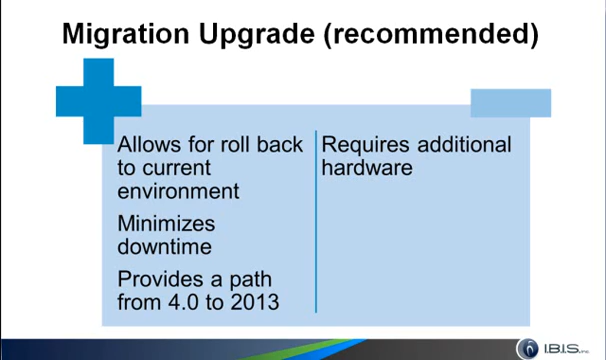 Migration Upgrade (recommended)
Allows for roll back
to current
environment
Minimizes
downtime
Provides a path
from 4.0 to 2013
Requires additional
hardware
I.B.I.S